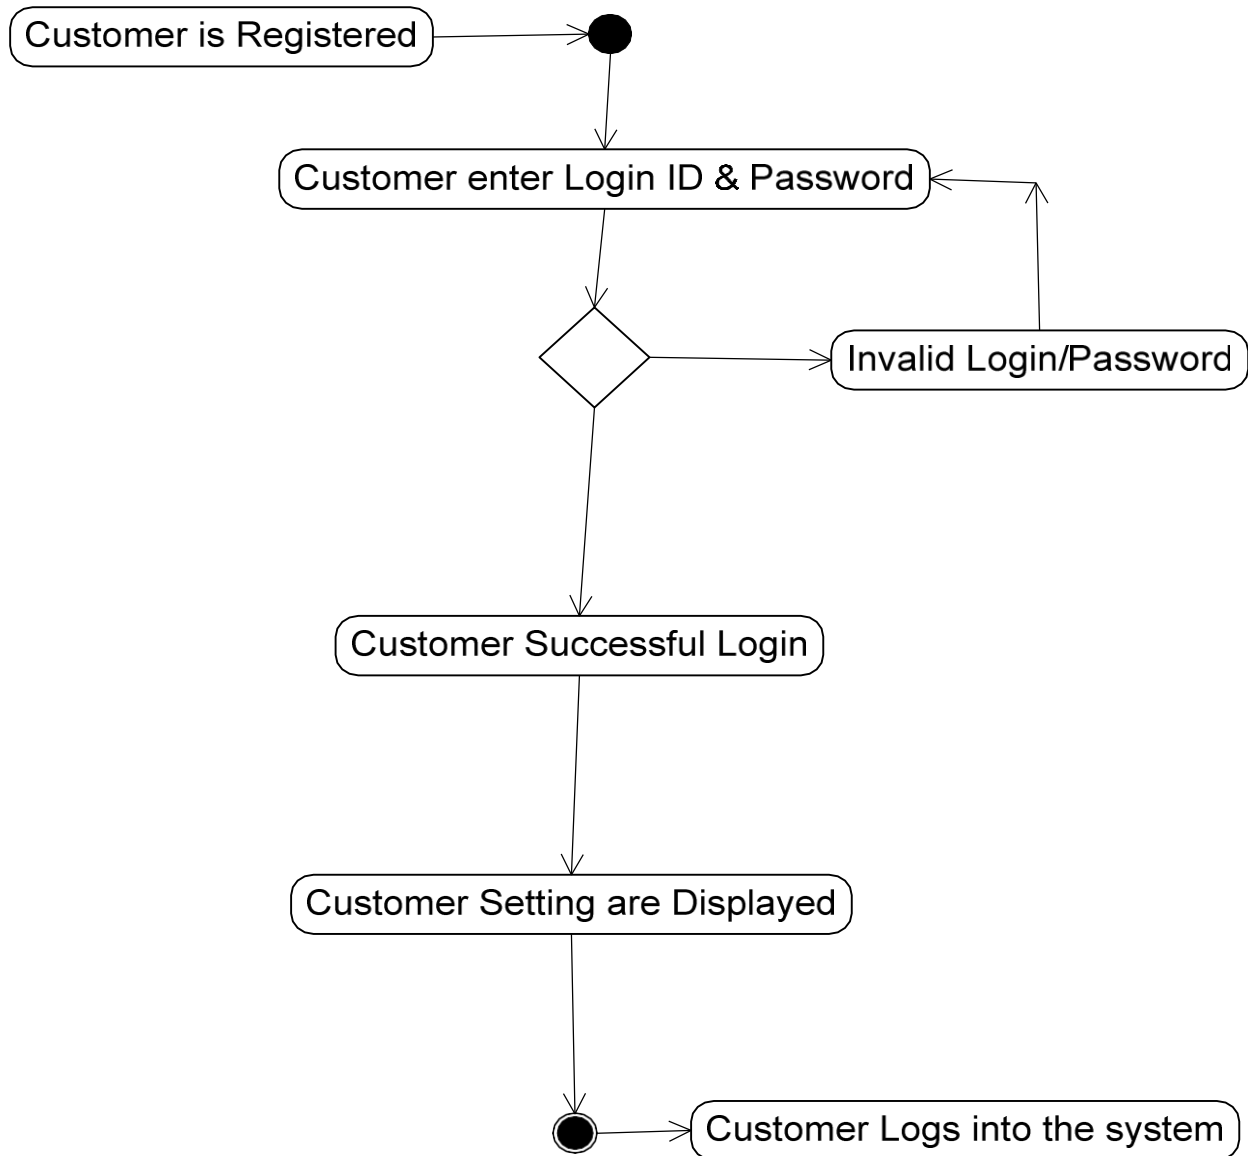 Customer is Registered
Customer enter Login ID & Password
Invalid Login/Password
Customer Successful Login
Customer Setting are Displayed
Customer Logs into the system